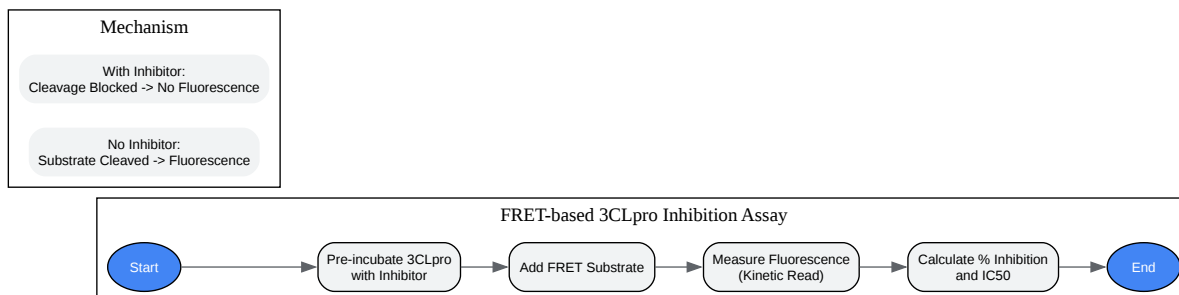 Mechanism
With Inhibitor:
Cleavage Blocked -> No Fluorescence
No Inhibitor:
Substrate Cleaved -> Fluorescence
FRET-based 3CLpro Inhibition Assay
Start
Pre-incubate 3CLpro
with Inhibitor
Add FRET Substrate
Measure Fluorescence
(Kinetic Read)
Calculate % Inhibition
and IC50
End